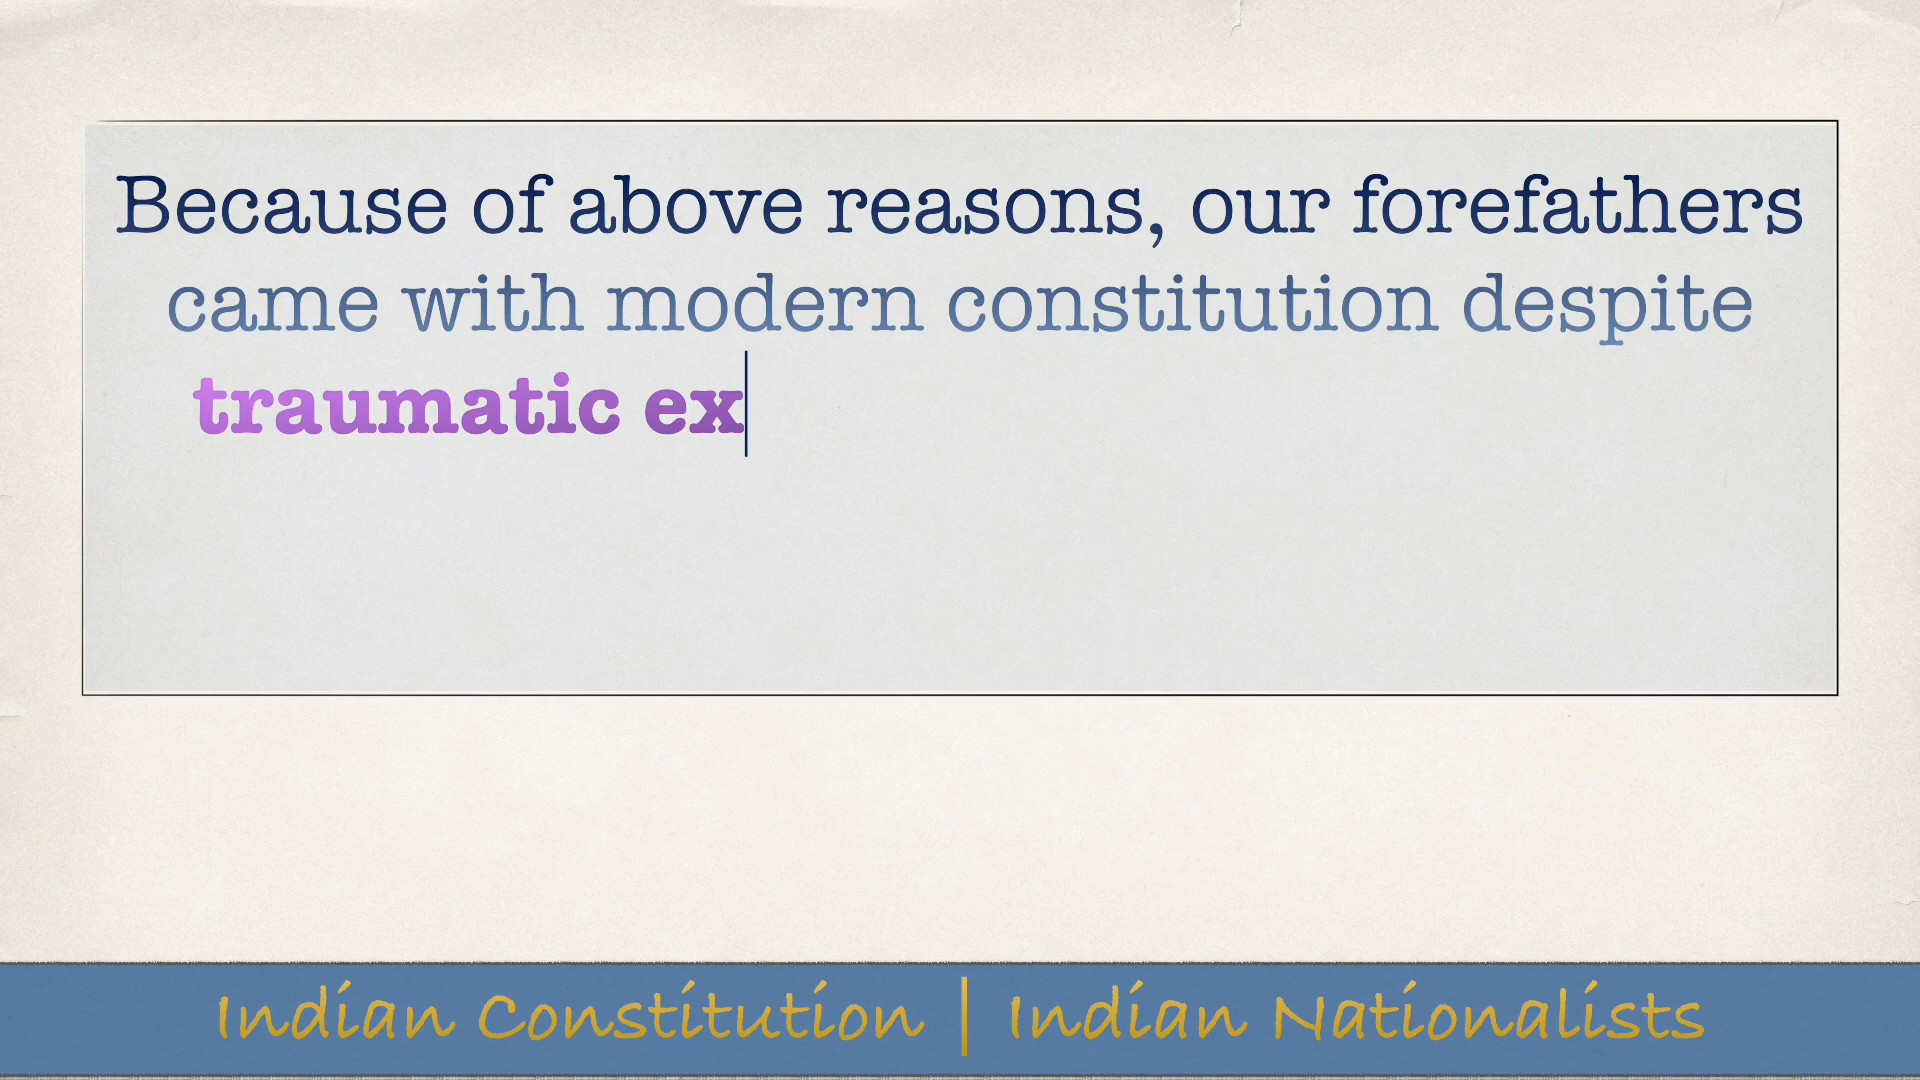 Because of above reasons, our forefathers
came with modern constitution despite
traumatic ex
Indian Constitution | Indian Nationalists